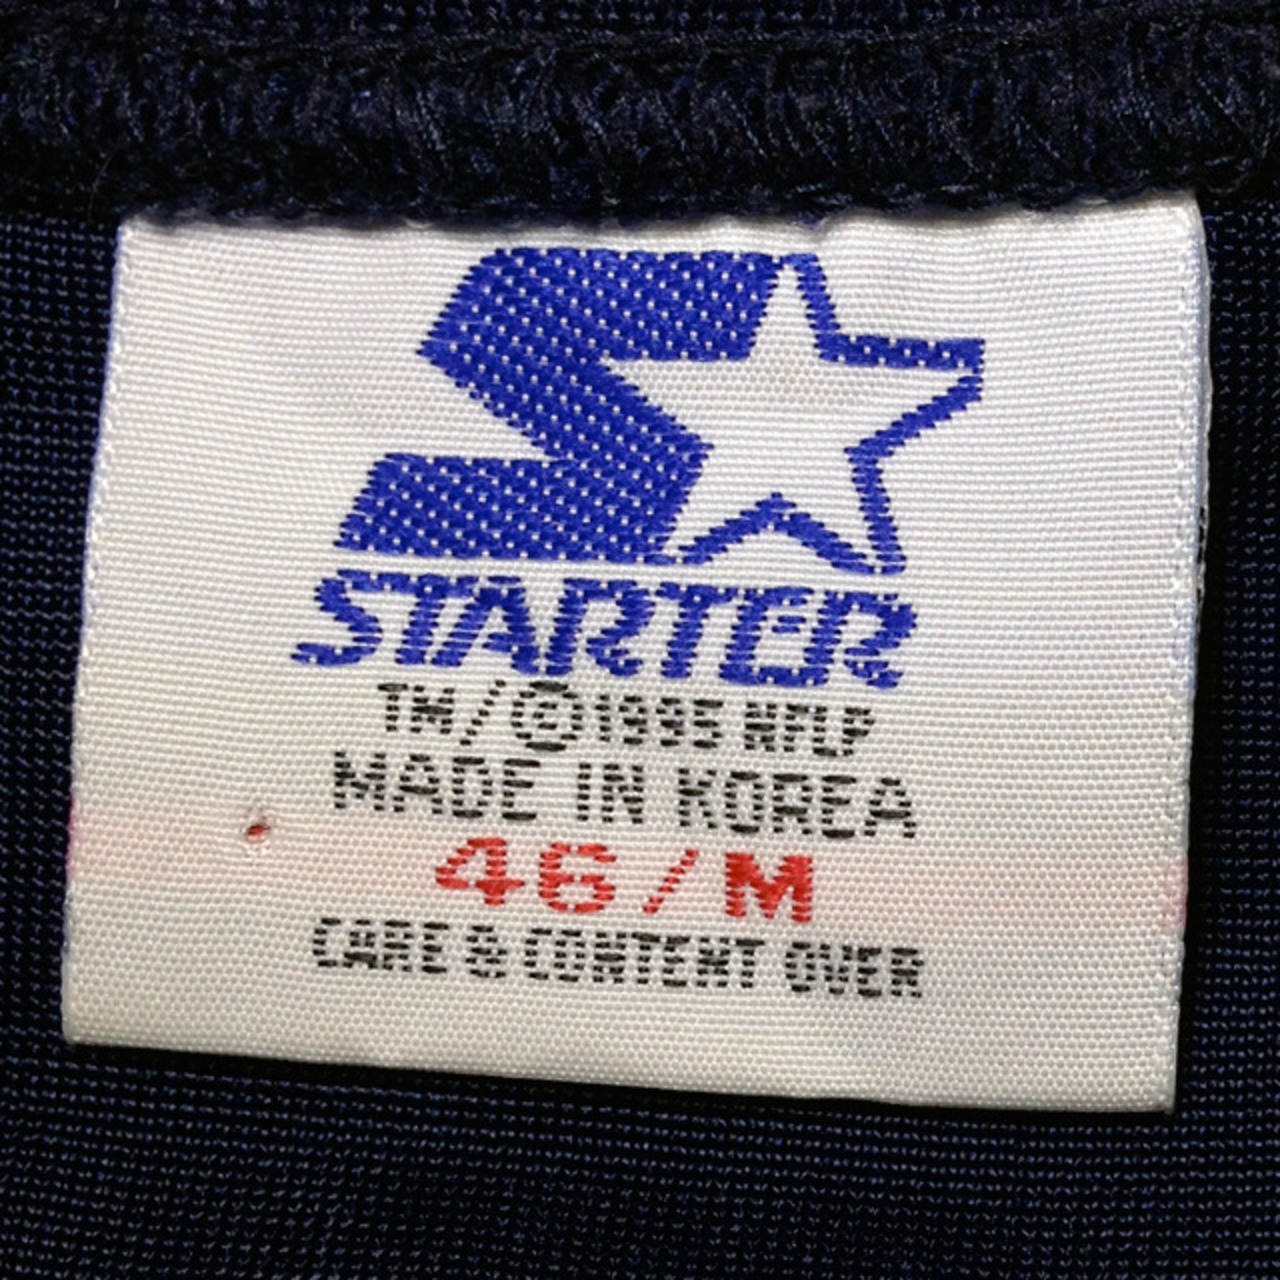 STARTER
TM/©1995 NFLP
MADE IN KOREA
46/M
CARE & CONTENT OVER